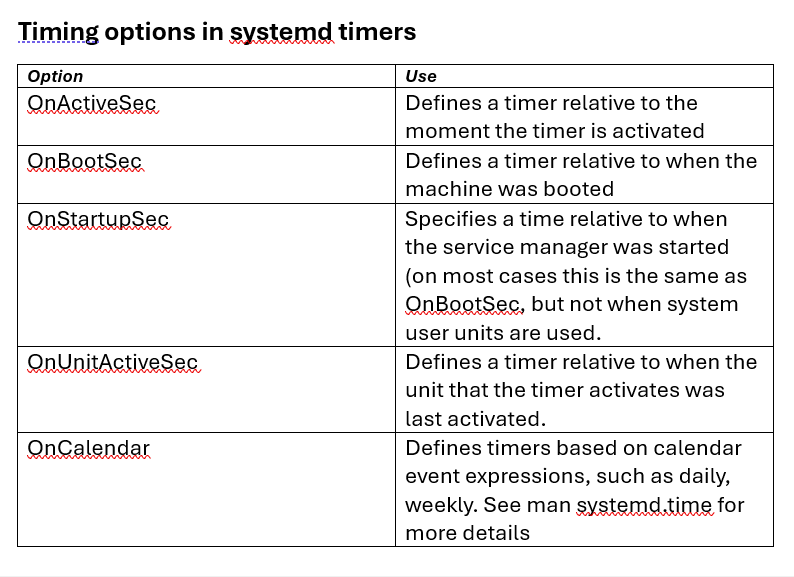 Timing options in systemd timers
Option
Use
OnActiveSec
Defines a timer relative to the
moment the timer is activated
OnBootSec
Defines a timer relative to when the
machine was booted
OnStartupSec
Specifies a time relative to when
the service manager was started
(on most cases this is the same as
OnBootSec, but not when system
user units are used.
OnUnitActiveSec
Defines a timer relative to when the
unit that the timer activates was
last activated.
OnCalendar
Defines timers based on calendar
event expressions, such as daily,
weekly. See man systemd.time for
more details